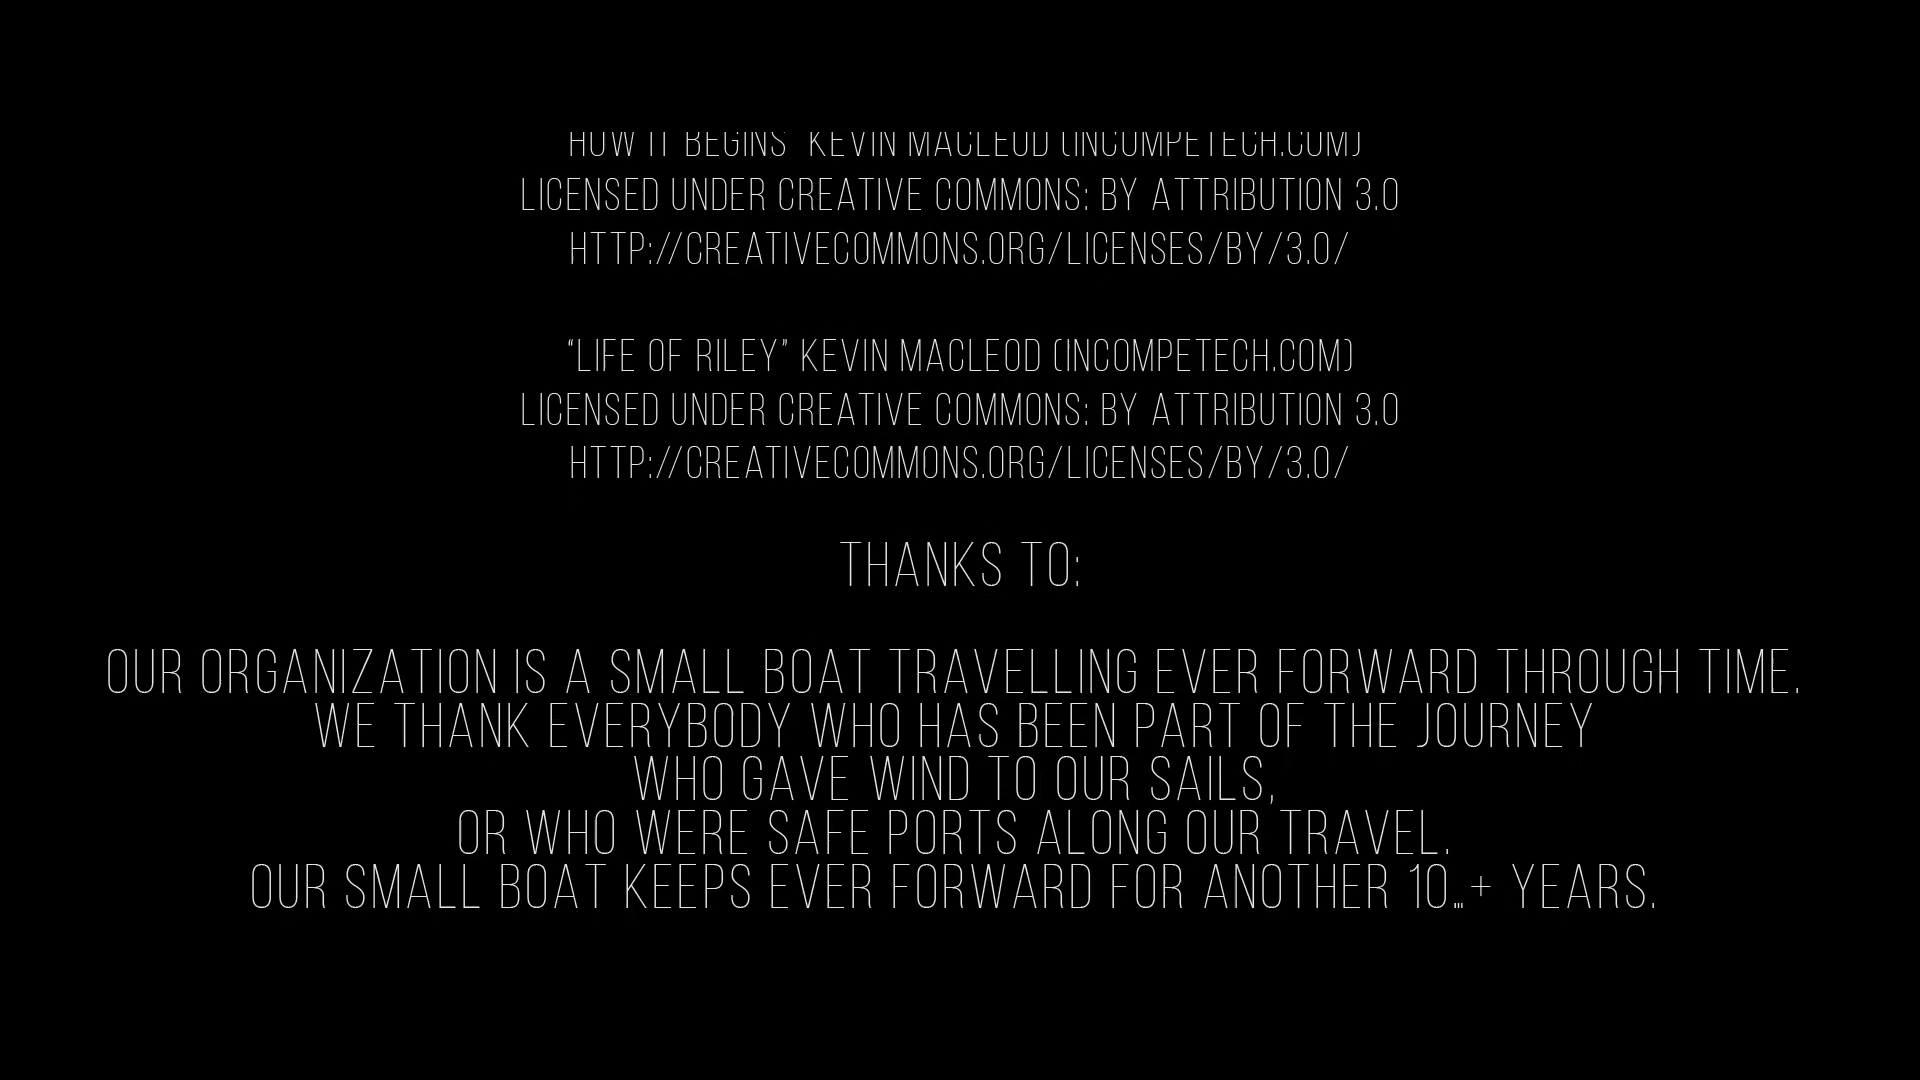 HOW IT BEGINS" KEVIN MACLEOD (INCOMPETECH.COM)
LICENSED UNDER CREATIVE COMMONS: BY ATTRIBUTION 3.0
HTTP://CREATIVECOMMONS.ORG/LICENSES/BY/3.0/
“LIFE OF RILEY” KEVIN MACLEOD (INCOMPETECH.COM)
LICENSED UNDER CREATIVE COMMONS: BY ATTRIBUTION 3.0
HTTP://CREATIVECOMMONS.ORG/LICENSES/BY/3.0/
THANKS TO:
OUR ORGANIZATION IS A SMALL BOAT TRAVELLING EVER FORWARD THROUGH TIME.
WE THANK EVERYBODY WHO HAS BEEN PART OF THE JOURNEY
WHO GAVE WIND TO OUR SAILS,
OR WHO WERE SAFE PORTS ALONG OUR TRAVEL.
OUR SMALL BOAT KEEPS EVER FORWARD FOR ANOTHER 10…+ YEARS.